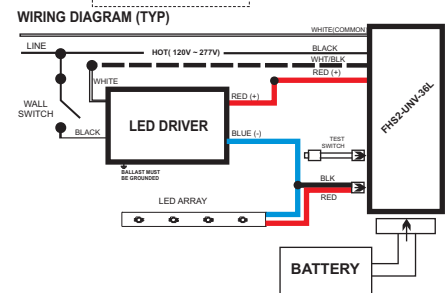 WIRING DIAGRAM (TYP)
WHITE(COMMON
LINE
HOT( 120V ~ 277V)
BLACK
WHT/BLK
RED (+)
WHITE
RED (+)
WALL
SWITCH
LED DRIVER
FHS2-UNV-36L
BLACK
BLUE (-)
TEST
SWITCH
BALLAST MUST
BE GROUNDED
BLK
RED
LED ARRAY
BATTERY